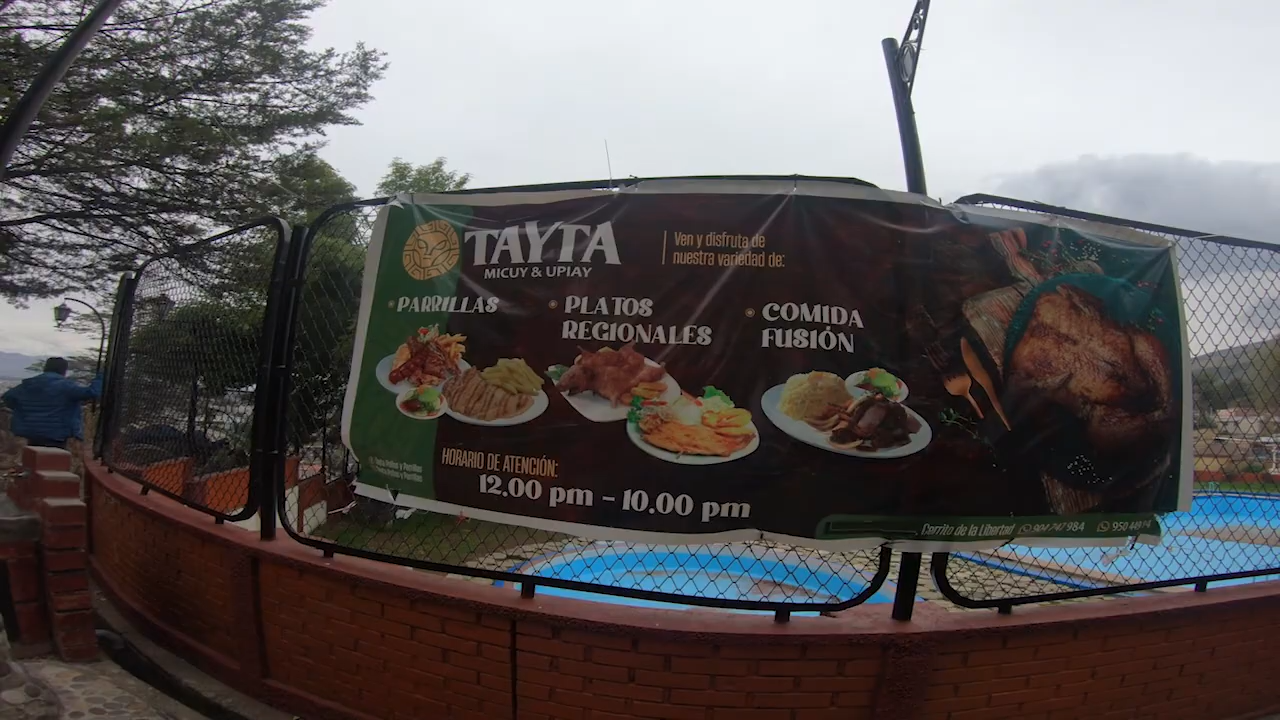 TAYTA
MICUY & UPIAY
Ven y disfruta de
nuestra variedad de:
• PARRILLAS
• PLATOS
REGIONALES
• COMIDA
FUSIÓN
HORARIO DE ATENCIÓN:
12.00 pm - 10.00 pm
Cerrito de la Libertad 984